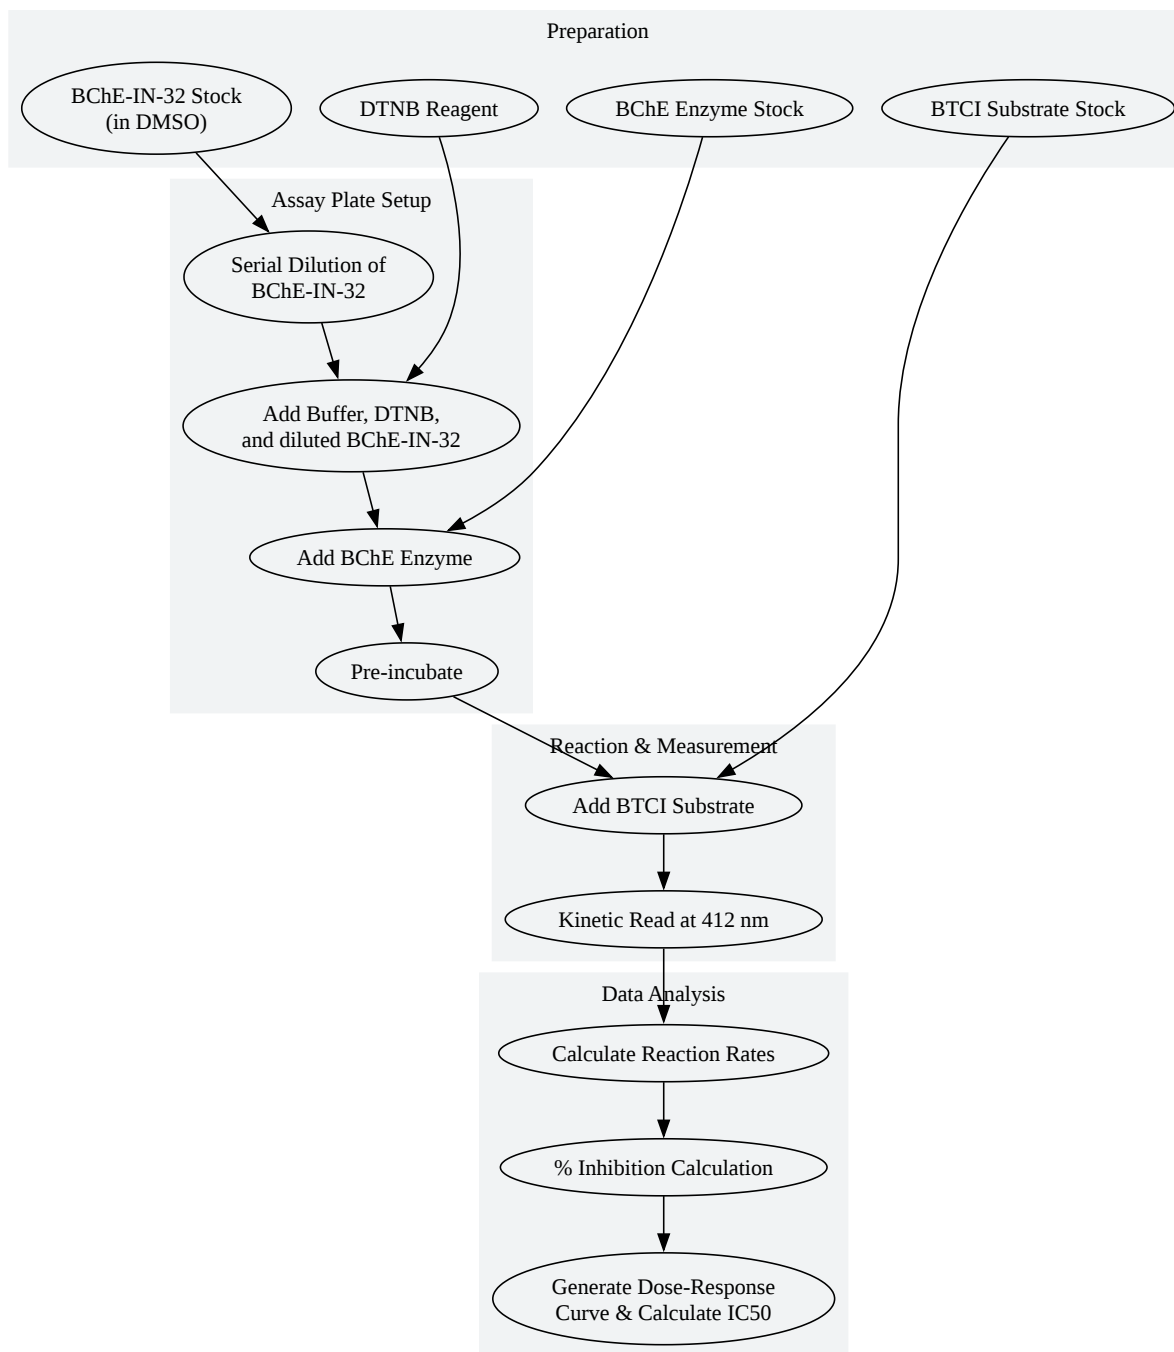 Preparation
BChE-IN-32 Stock
(in DMSO)
DTNB Reagent
BChE Enzyme Stock
BTCI Substrate Stock
Assay Plate Setup
Serial Dilution of
BChE-IN-32
Add Buffer, DTNB,
and diluted BChE-IN-32
Add BChE Enzyme
Pre-incubate
Reaction & Measurement
Add BTCI Substrate
Kinetic Read at 412 nm
Data Analysis
Calculate Reaction Rates
% Inhibition Calculation
Generate Dose-Response
Curve & Calculate IC50